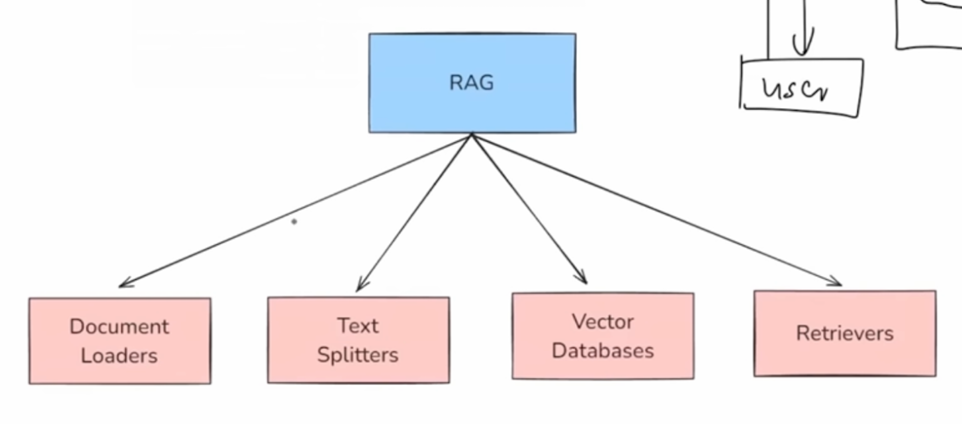 RAG
user
Document
Loaders
Text
Splitters
Vector
Databases
Retrievers